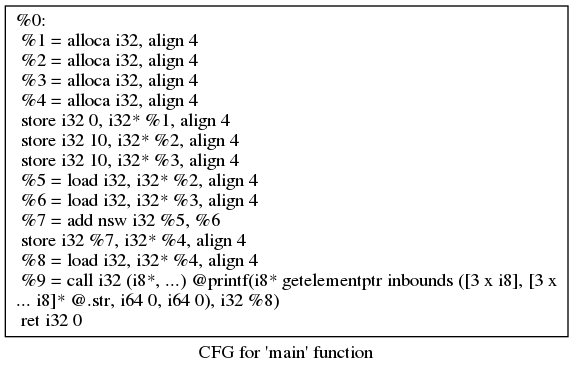 %0:
%1 = alloca i32, align 4
%2 = alloca i32, align 4
%3 = alloca i32, align 4
%4 = alloca i32, align 4
store i32 0, i32* %1, align 4
store i32 10, i32* %2, align 4
store i32 10, i32* %3, align 4
%5 = load i32, i32* %2, align 4
%6 = load i32, i32* %3, align 4
%7 = add nsw i32 %5, %6
store i32 %7, i32* %4, align 4
%8 = load i32, i32* %4, align 4
%9 = call i32 (i8*, ...) @printf(i8* getelementptr inbounds ([3 x i8], [3 x
... i8]* @.str, i64 0, i64 0), i32 %8)
ret i32 0
CFG for 'main' function